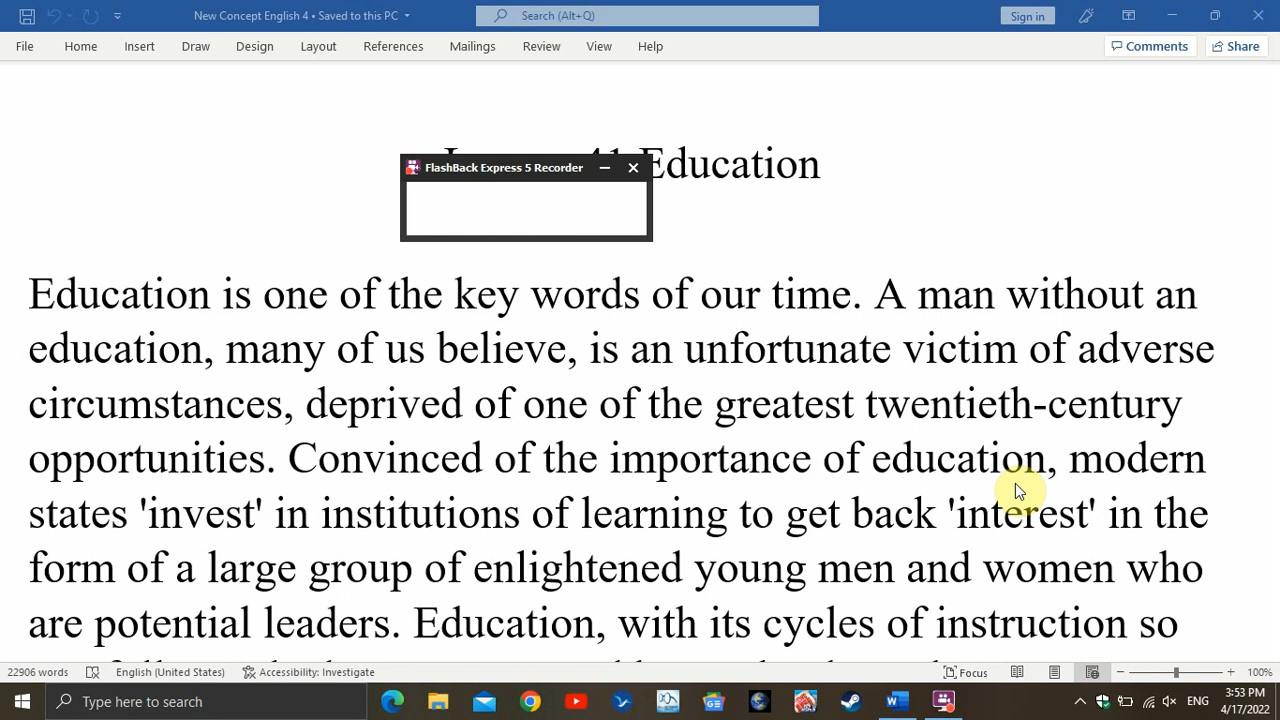 New Concept English 4 • Saved to this PC
Search (Alt+Q)
Sign in
File Home Insert Draw Design Layout References Mailings Review View Help
Comments
Share
41 Education
FlashBack Express 5 Recorder
Education is one of the key words of our time. A man without an
education, many of us believe, is an unfortunate victim of adverse
circumstances, deprived of one of the greatest twentieth-century
opportunities. Convinced of the importance of education, modern
states 'invest' in institutions of learning to get back 'interest' in the
form of a large group of enlightened young men and women who
are potential leaders. Education, with its cycles of instruction so
22906 words
English (United States)
Accessibility: Investigate
Focus
100%
Type here to search
GE
ENG
3:53 PM
4/17/2022